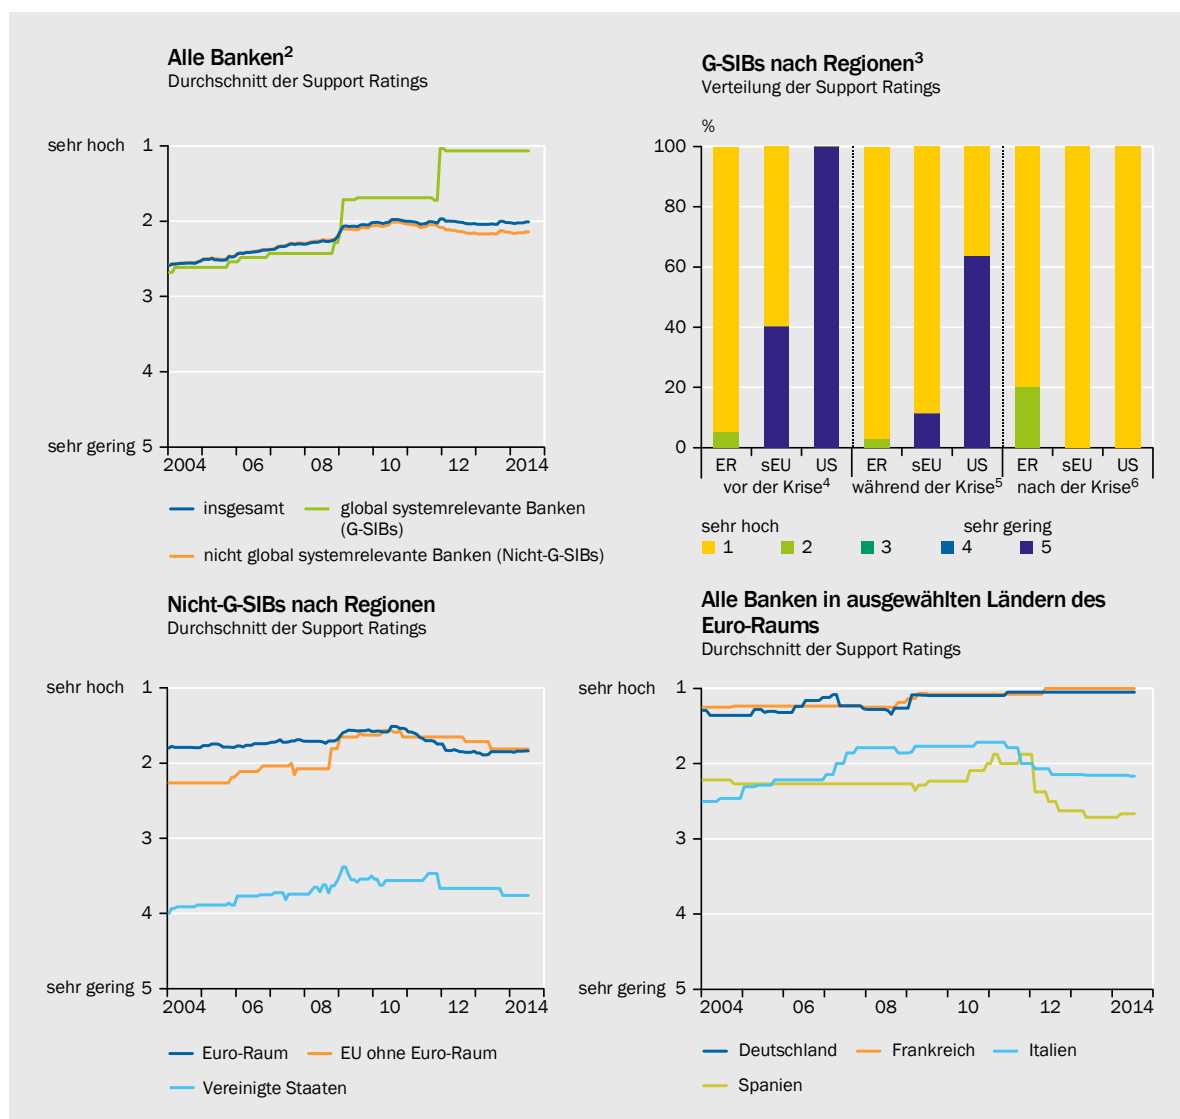 Alle Banken²
Durchschnitt der Support Ratings
sehr hoch 1
2
3
4
sehr gering 5
2004 06 08 10 12 2014
insgesamt
global systemrelevante Banken
(G-SIBs)
nicht global systemrelevante Banken (Nicht-G-SIBs)
G-SIBs nach Regionen³
Verteilung der Support Ratings
%
100
80
60
40
20
0
ER sEU US ER sEU US ER sEU US
vor der Krise⁴ während der Krise⁵ nach der Krise⁶
sehr hoch sehr gering
1 2 3 4 5
Nicht-G-SIBs nach Regionen
Durchschnitt der Support Ratings
sehr hoch 1
2
3
4
sehr gering 5
2004 06 08 10 12 2014
Euro-Raum EU ohne Euro-Raum
Vereinigte Staaten
Alle Banken in ausgewählten Ländern des
Euro-Raums
Durchschnitt der Support Ratings
sehr hoch 1
2
3
4
sehr gering 5
2004 06 08 10 12 2014
Deutschland Frankreich Italien
Spanien